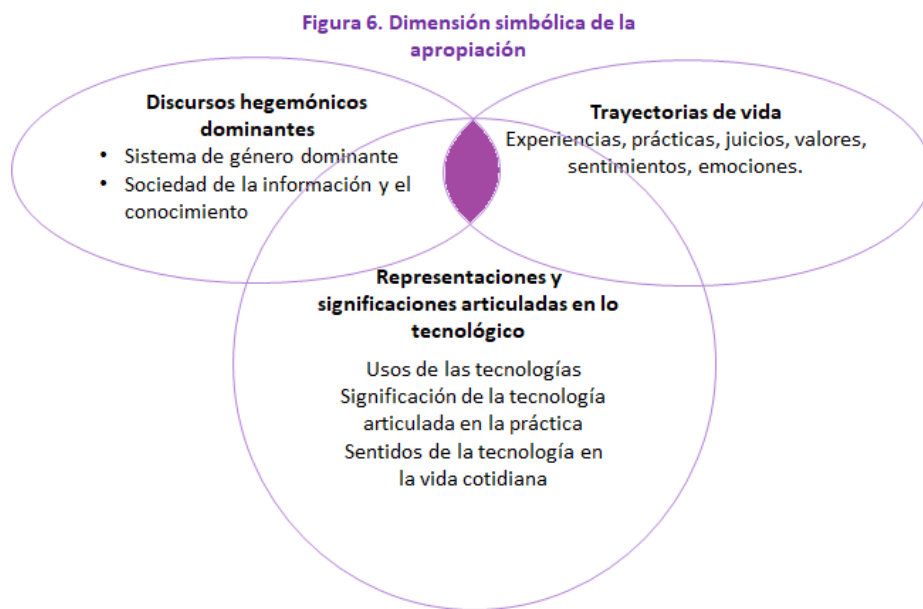 Figura 6. Dimensión simbólica de la
apropiación
Discursos hegemónicos
dominantes
• Sistema de género dominante
• Sociedad de la información y el
conocimiento
Trayectorias de vida
Experiencias, prácticas, juicios, valores,
sentimientos, emociones.
Representaciones y
significaciones articuladas en lo
tecnológico
Usos de las tecnologías
Significación de la tecnología
articulada en la práctica
Sentidos de la tecnología en
la vida cotidiana